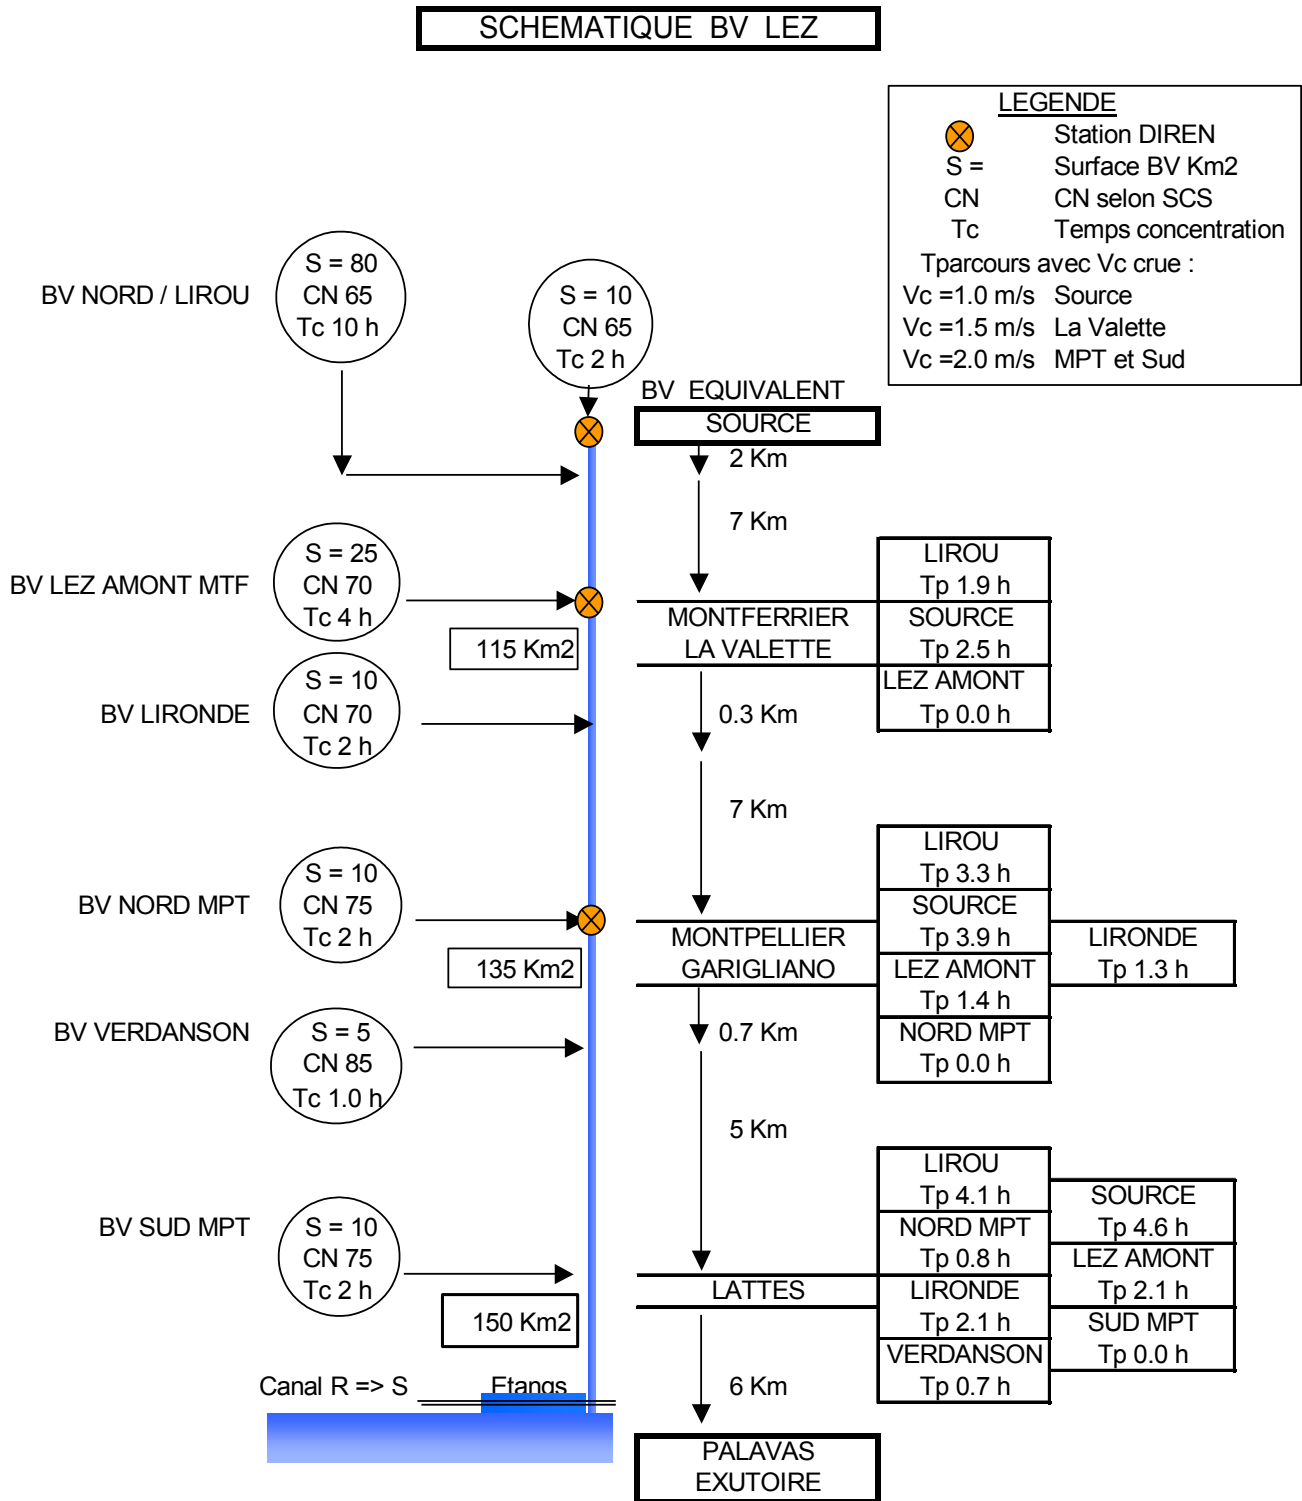 SCHEMATIQUE BV LEZ
LEGENDE
Station DIREN
S = Surface BV Km2
CN CN selon SCS
Tc Temps concentration
Tparcours avec Vc crue :
Vc =1.0 m/s Source
Vc =1.5 m/s La Valette
Vc =2.0 m/s MPT et Sud
BV NORD / LIROU
S = 80
CN 65
Tc 10 h
S = 10
CN 65
Tc 2 h
BV EQUIVALENT
SOURCE
2 Km
7 Km
BV LEZ AMONT MTF
S = 25
CN 70
Tc 4 h
115 Km2
MONTFERRIER
LA VALETTE
LIROU
Tp 1.9 h
SOURCE
Tp 2.5 h
LEZ AMONT
Tp 0.0 h
BV LIRONDE
S = 10
CN 70
Tc 2 h
0.3 Km
7 Km
BV NORD MPT
S = 10
CN 75
Tc 2 h
135 Km2
MONTPELLIER
GARIGLIANO
LIROU
Tp 3.3 h
SOURCE
Tp 3.9 h
LEZ AMONT
Tp 1.4 h
NORD MPT
Tp 0.0 h
LIRONDE
Tp 1.3 h
BV VERDANSON
S = 5
CN 85
Tc 1.0 h
0.7 Km
5 Km
BV SUD MPT
S = 10
CN 75
Tc 2 h
150 Km2
LATTES
LIROU
Tp 4.1 h
NORD MPT
Tp 0.8 h
LIRONDE
Tp 2.1 h
VERDANSON
Tp 0.7 h
SOURCE
Tp 4.6 h
LEZ AMONT
Tp 2.1 h
SUD MPT
Tp 0.0 h
Canal R => S
Etangs
6 Km
PALAVAS
EXUTOIRE